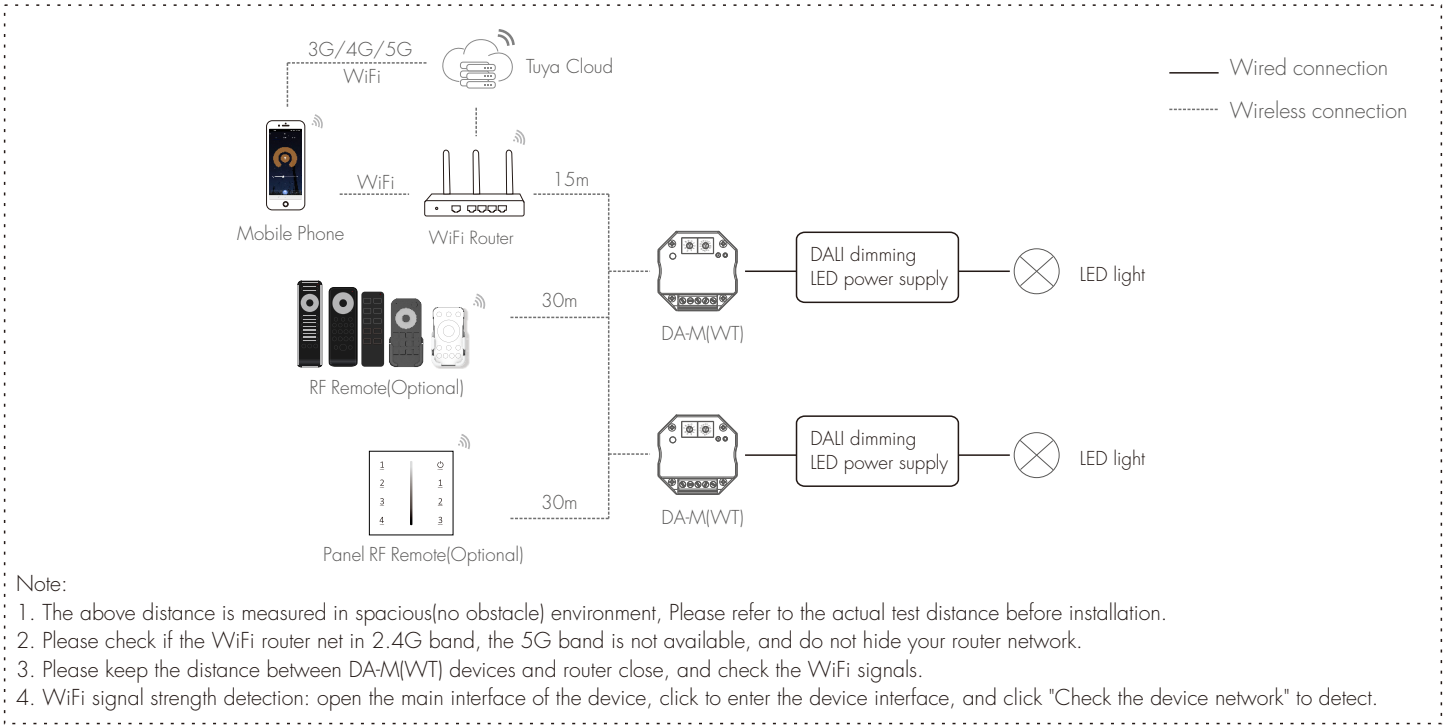 3G/4G/5G
WiFi
Tuya Cloud
Wired connection
Wireless connection
WiFi
15m
Mobile Phone
WiFi Router
DALI dimming
LED power supply
LED light
30m
DA-M(WT)
RF Remote(Optional)
DALI dimming
LED power supply
LED light
1
2
3
4
1
2
3
30m
DA-M(WT)
Panel RF Remote(Optional)
Note:
1. The above distance is measured in spacious(no obstacle) environment, Please refer to the actual test distance before installation.
2. Please check if the WiFi router net in 2.4G band, the 5G band is not available, and do not hide your router network.
3. Please keep the distance between DA-M(WT) devices and router close, and check the WiFi signals.
4. WiFi signal strength detection: open the main interface of the device, click to enter the device interface, and click "Check the device network" to detect.